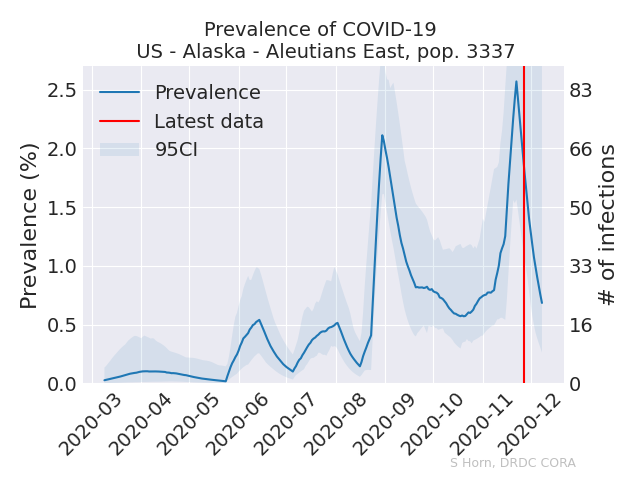 Prevalence of COVID-19
US - Alaska - Aleutians East, pop. 3337
Prevalence (%)
2.5
2.0
1.5
1.0
0.5
0.0
Prevalence
Latest data
95CI
83
66
50
33
16
0
# of infections
2020-03
2020-04
2020-05
2020-06
2020-07
2020-08
2020-09
2020-10
2020-11
2020-12
S Horn, DRDC CORA